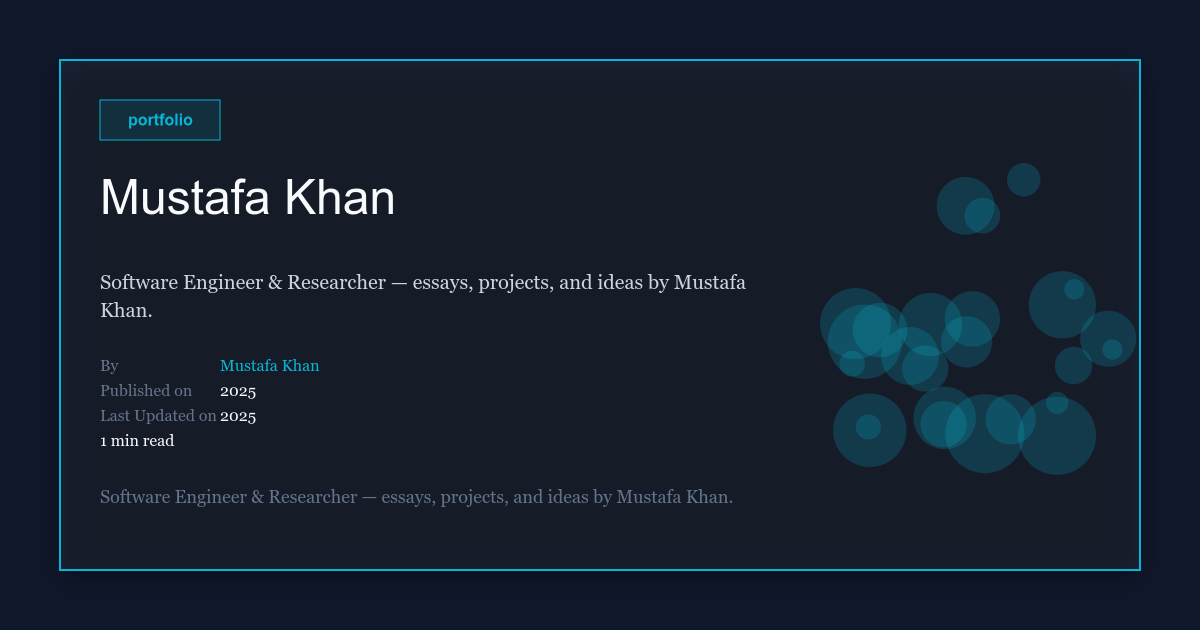 portfolio
Mustafa Khan
Software Engineer & Researcher — essays, projects, and ideas by Mustafa
Khan.
By Mustafa Khan
Published on 2025
Last Updated on 2025
1 min read
Software Engineer & Researcher — essays, projects, and ideas by Mustafa Khan.